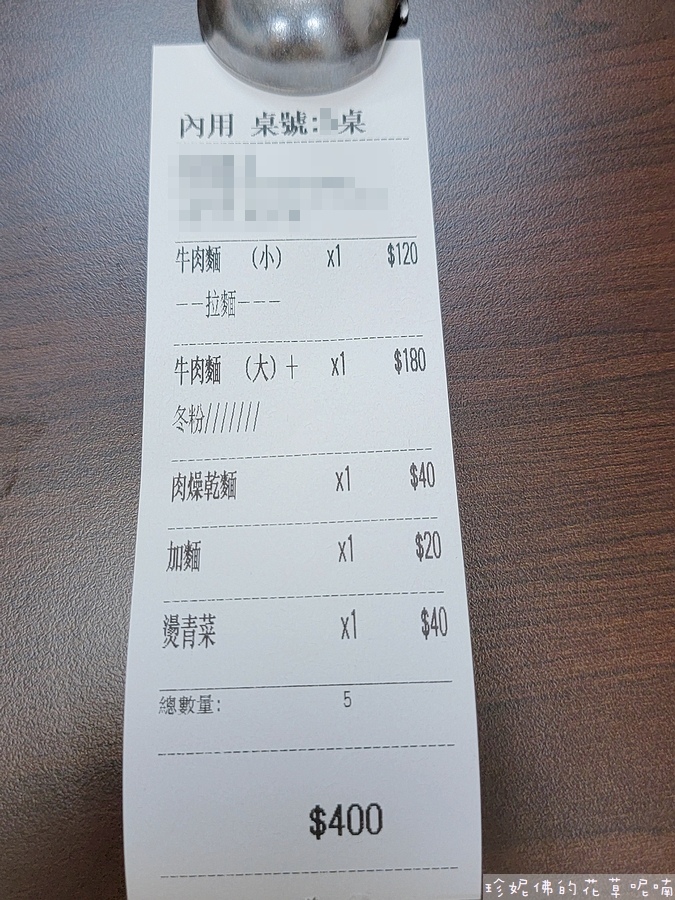 內用 桌號: 桌
牛肉麵 (小) x1 $120
--拉麵---
牛肉麵 (大)+ x1 $180
冬粉///////
肉燥乾麵 x1 $40
加麵 x1 $20
燙青菜 x1 $40
總數量: 5
$400
珍妮佛的花草呢喃